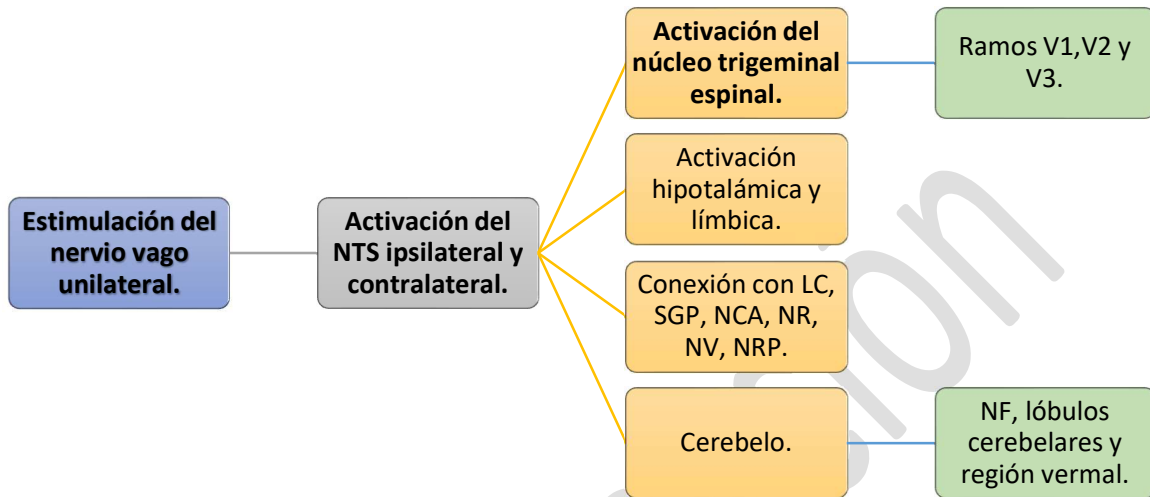 Estimulación del
nervio vago
unilateral.
Activación del
NTS ipsilateral y
contralateral.
Activación del
núcleo trigeminal
espinal.
Ramos V1,V2 y
V3.
Activación
hipotalámica y
límbica.
Conexión con LC,
SGP, NCA, NR,
NV, NRP.
Cerebelo.
NF, lóbulos
cerebelares y
región vermal.